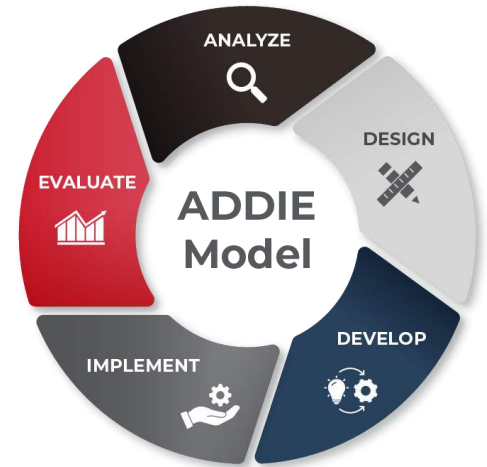 ANALYZE
DESIGN
EVALUATE
ADDIE
Model
DEVELOP
IMPLEMENT